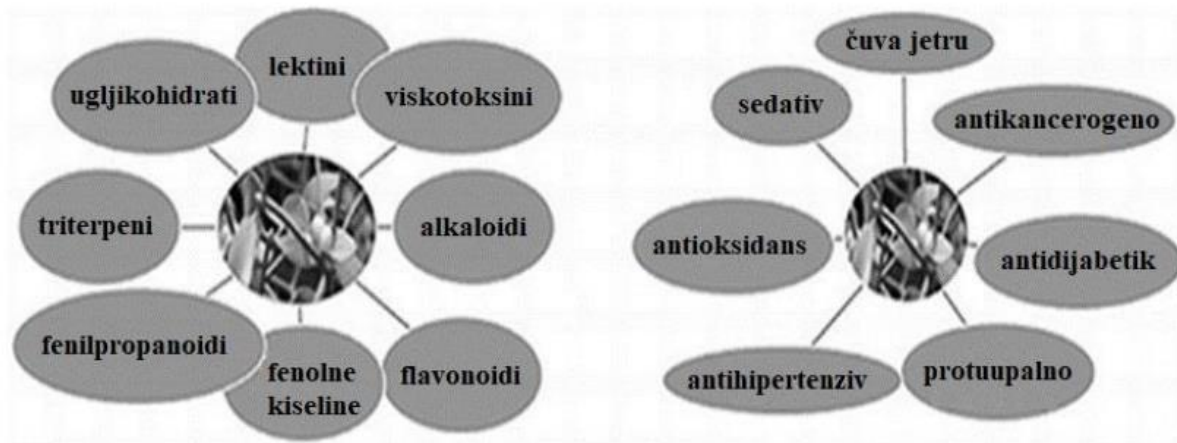 lektini
viskotoksini
alkaloidi
flavonoidi
fenolne
kiseline
fenilpropanoidi
triterpeni
ugljikohidrati
čuva jetru
antikancerogeno
antidijabetik
protuupalno
antihipertenziv
antioksidans
sedativ